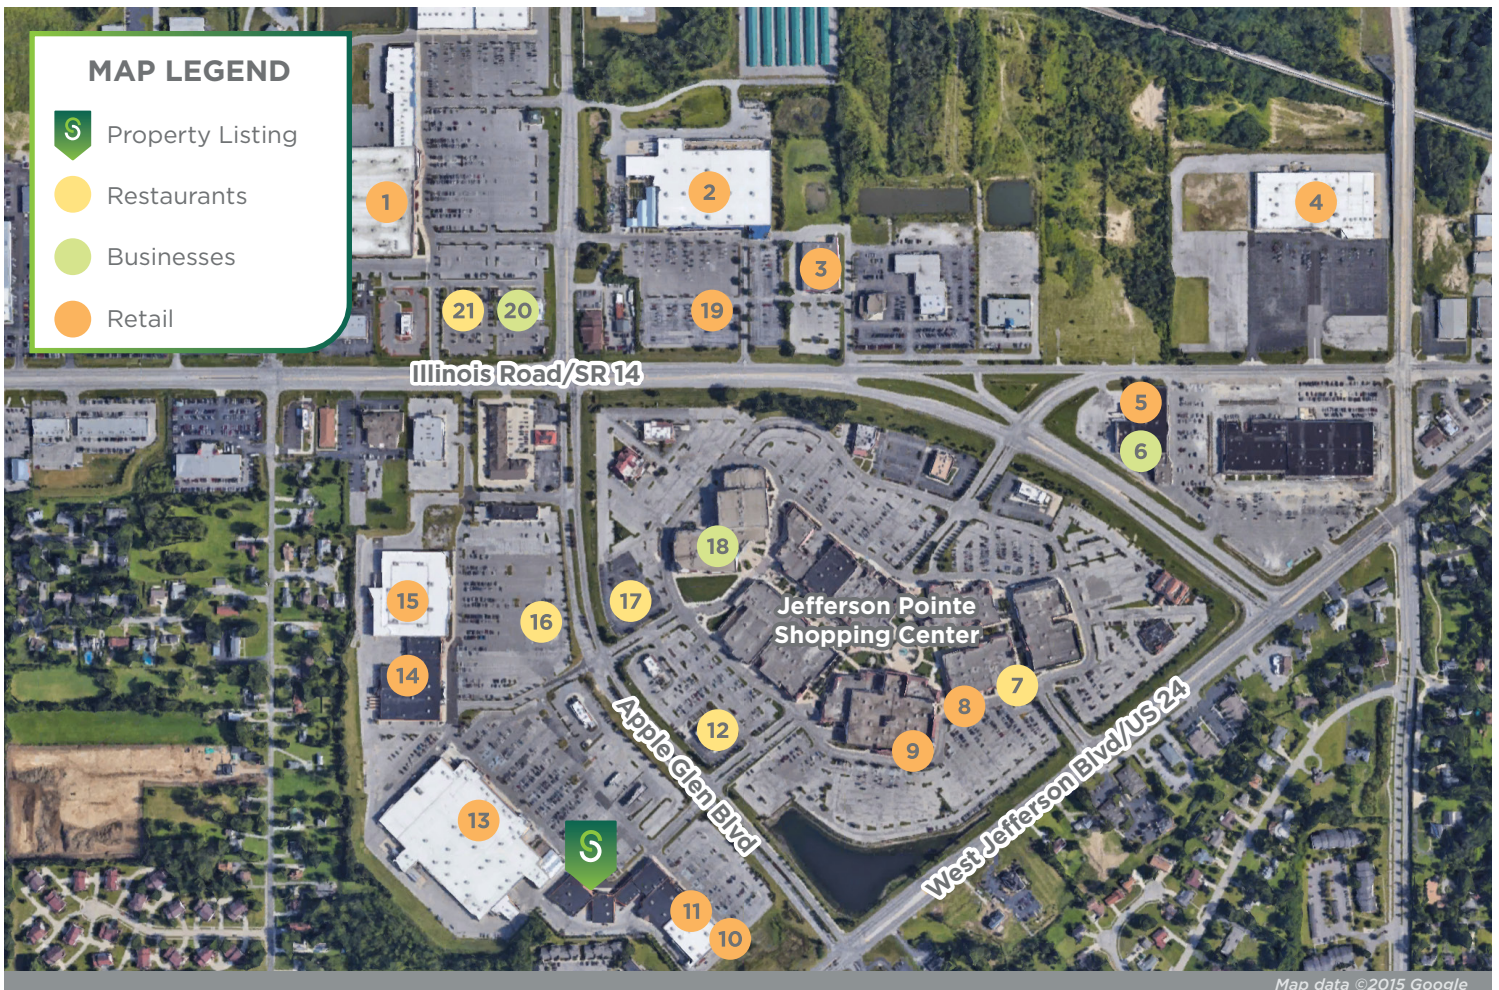 MAP LEGEND
S
Property Listing
Restaurants
Businesses
Retail
1
2
3
4
21
20
19
Illinois Road/SR 14
5
6
18
15
16
17
Jefferson Pointe
Shopping Center
14
7
8
12
9
Apple Glen Blvd
West Jefferson Blvd/US 24
13
S
11
10
Map data ©2015 Google